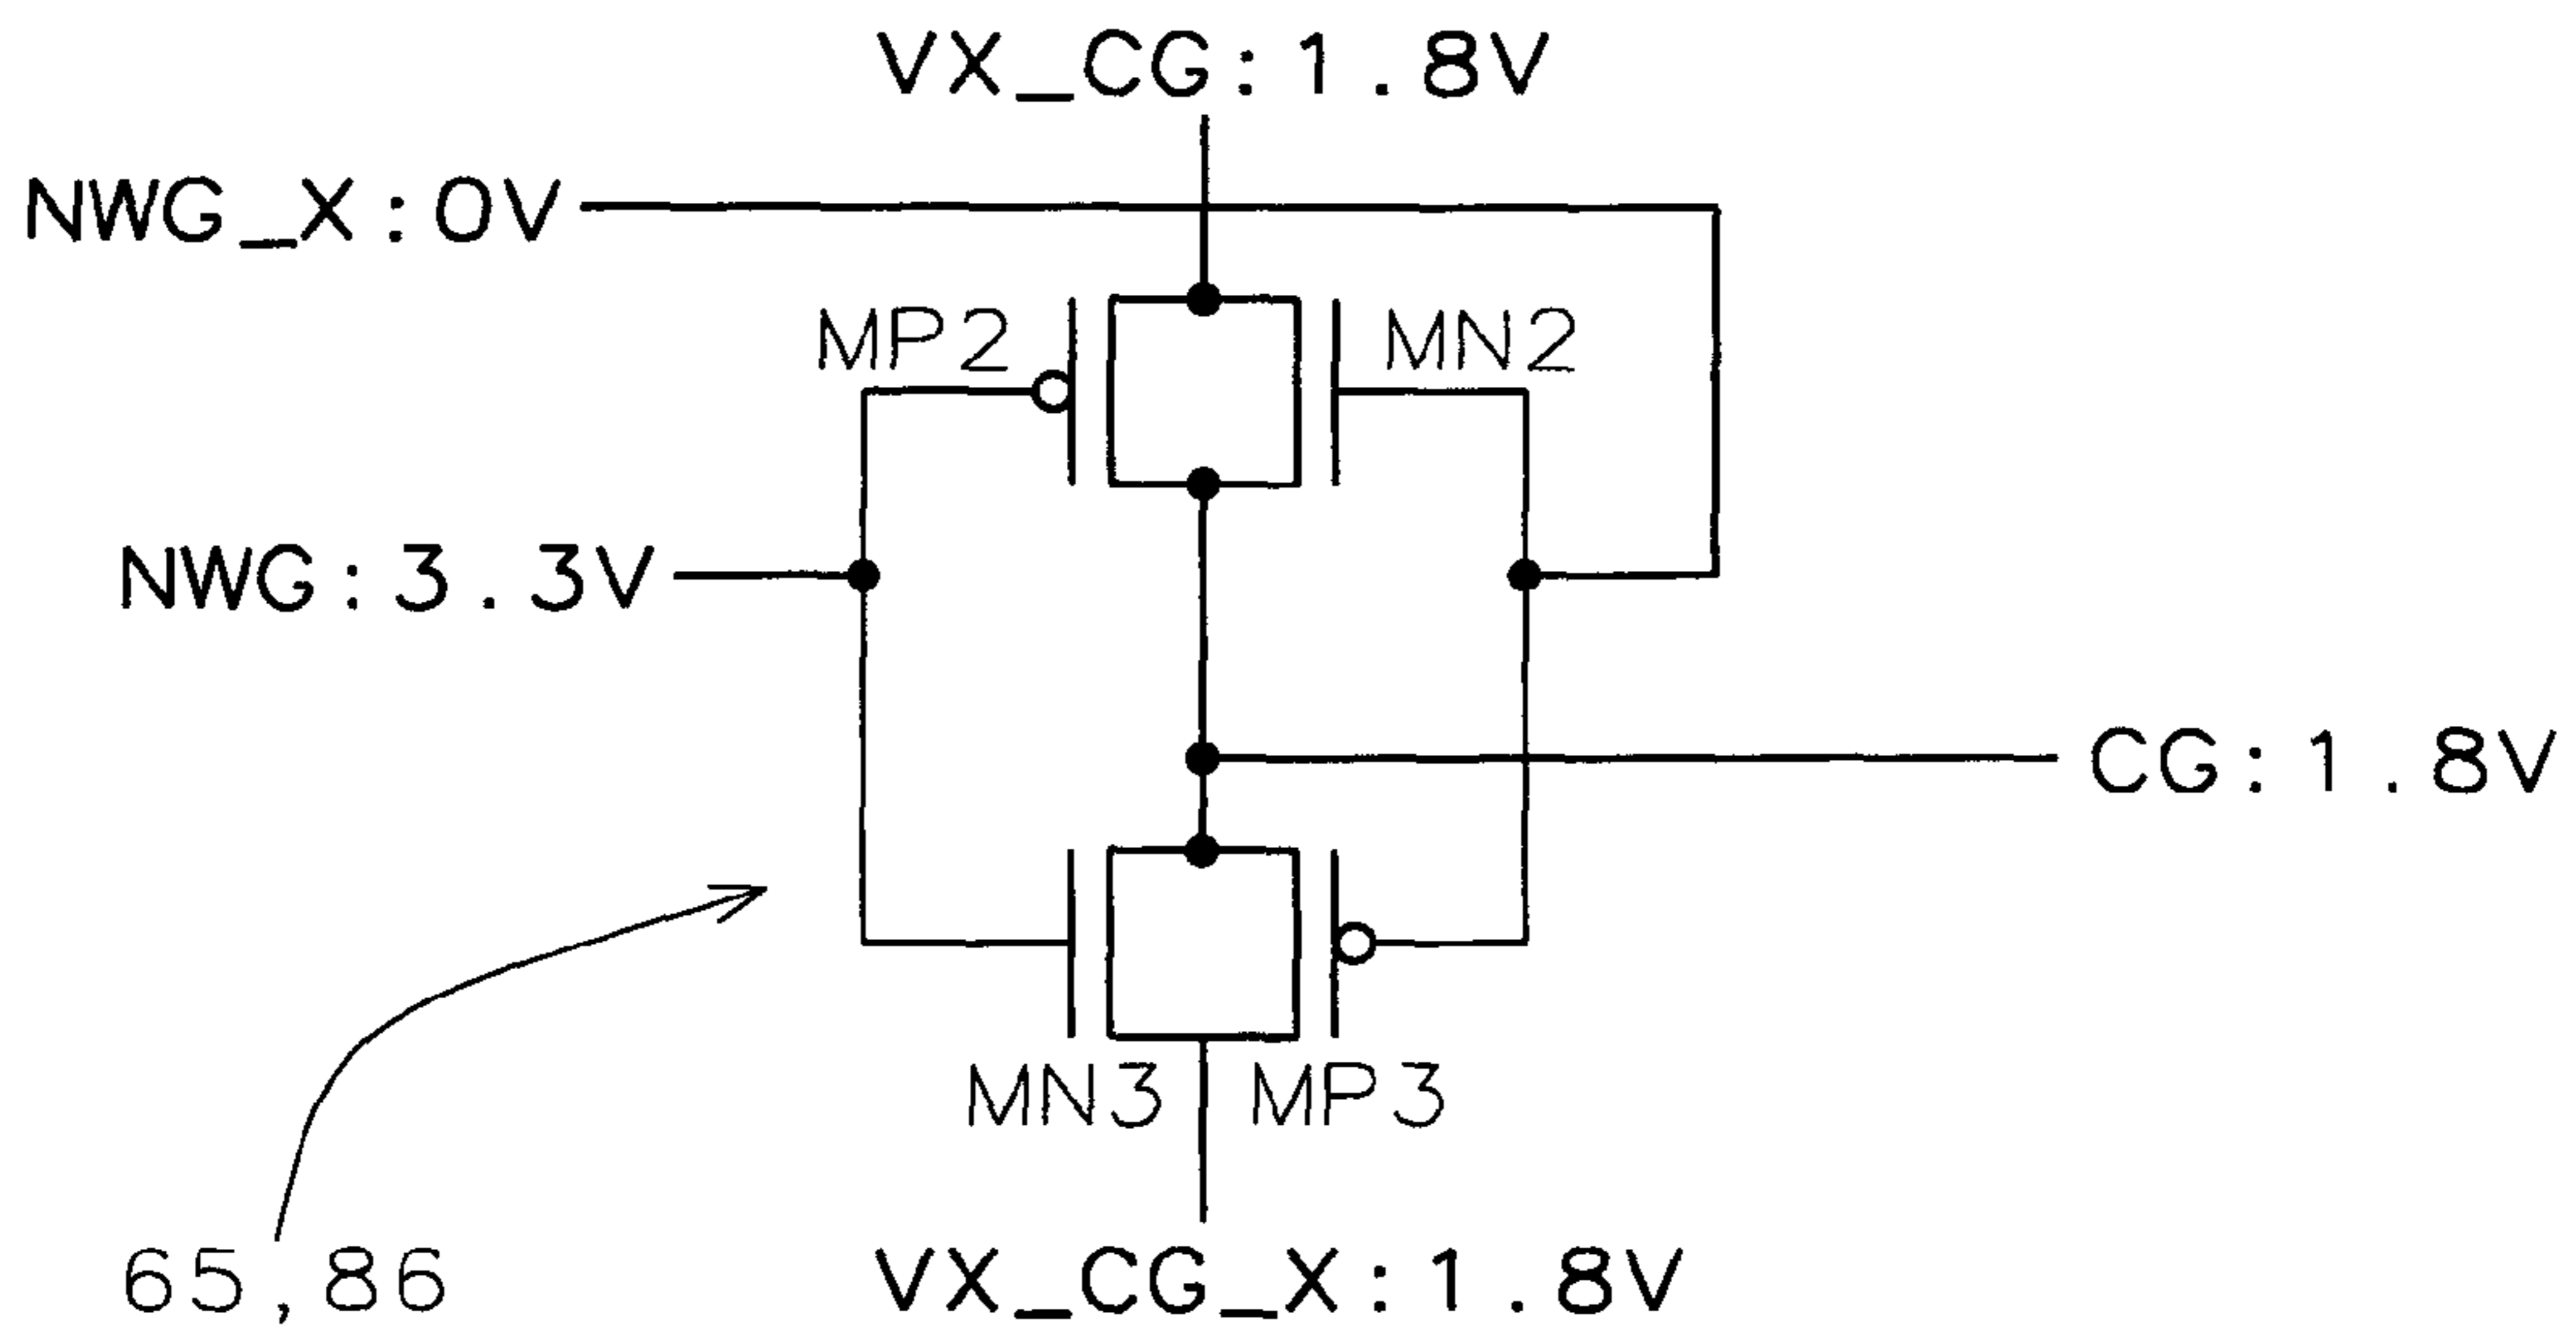 VX_CG:1.8V
NWG_X:0V
MP2 MN2
NWG:3.3V
CG:1.8V
MN3 MP3
65,86
VX_CG_X:1.8V